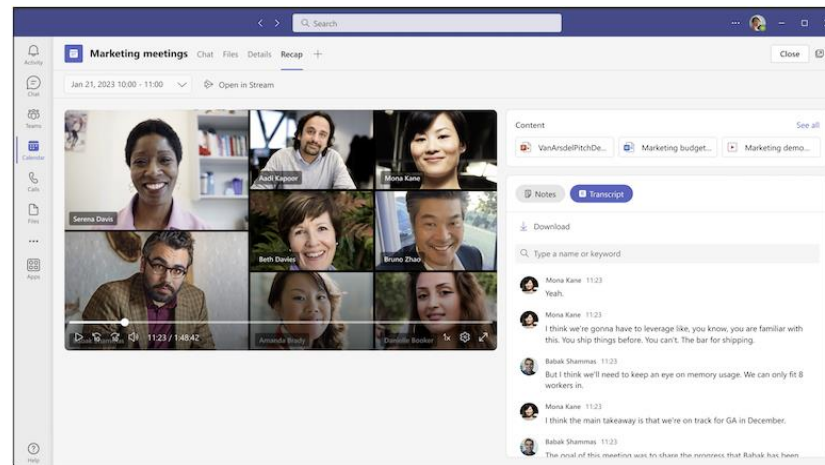 Search
Activity
Chat
Teams
Calendar
Calls
Files
Apps
Help
Marketing meetings Chat Files Details Recap
Close
Jan 21, 2023 10:00 - 11:00
Open in Stream
Serena Davis
Aadi Kapoor
Mona Kane
Beth Davies
Bruno Zhao
Babak Shammas
Amanda Brady
Danielle Booker
11:23 / 1:48:42
1x
Content
See all
VanArsdelPitchDe...
Marketing budget...
Marketing demo...
Notes
Transcript
Download
Type a name or keyword
Mona Kane 11:23
Yeah.
Mona Kane 11:23
I think we're gonna have to leverage like, you know, you are familiar with
this. You ship things before. You can't. The bar for shipping.
Babak Shammas 11:23
But I think we'll need to keep an eye on memory usage. We can only fit 8
workers in.
Mona Kane 11:23
I think the main takeaway is that we're on track for GA in December.
Babak Shammas 11:23
The goal of this meeting was to share the progress that Babak has been